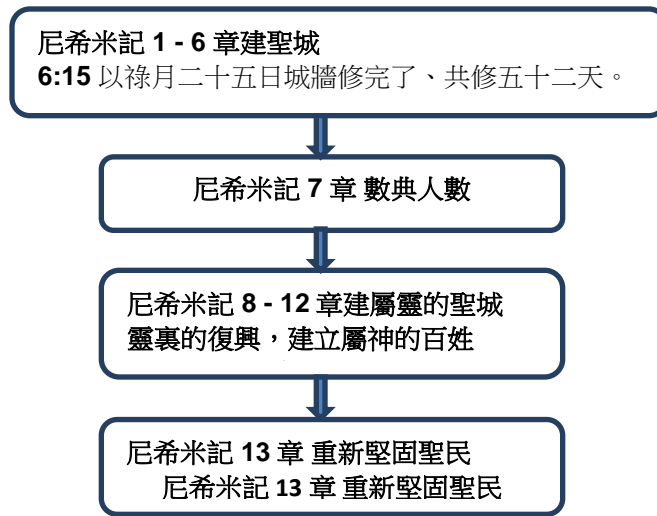 尼希米記 1 - 6 章建聖城
6:15 以祿月二十五日城牆修完了、共修五十二天。
尼希米記 7 章 數典人數
尼希米記 8 - 12 章建屬靈的聖城
靈裏的復興，建立屬神的百姓
尼希米記 13 章 重新堅固聖民
尼希米記 13 章 重新堅固聖民